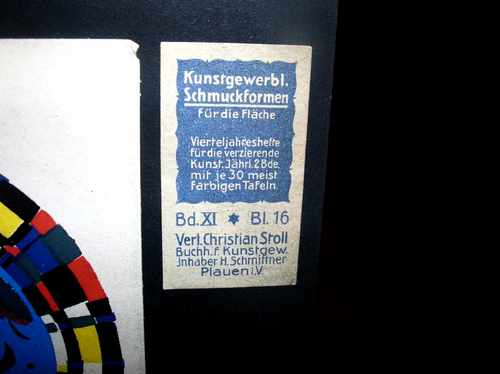 Kunstgewerbl.
Schmuckformen
für die Fläche
Vierteljahreshefte
für die verzierende
Kunst. Jährl. 2 Bde.
mit je 30 meist
farbigen Tafeln.
Bd. XI ✶ Bl. 16
Verl. Christian Stoll
Buchh. f. Kunstgew.
Jnhaber H. Schmittner
Plauen i. V.